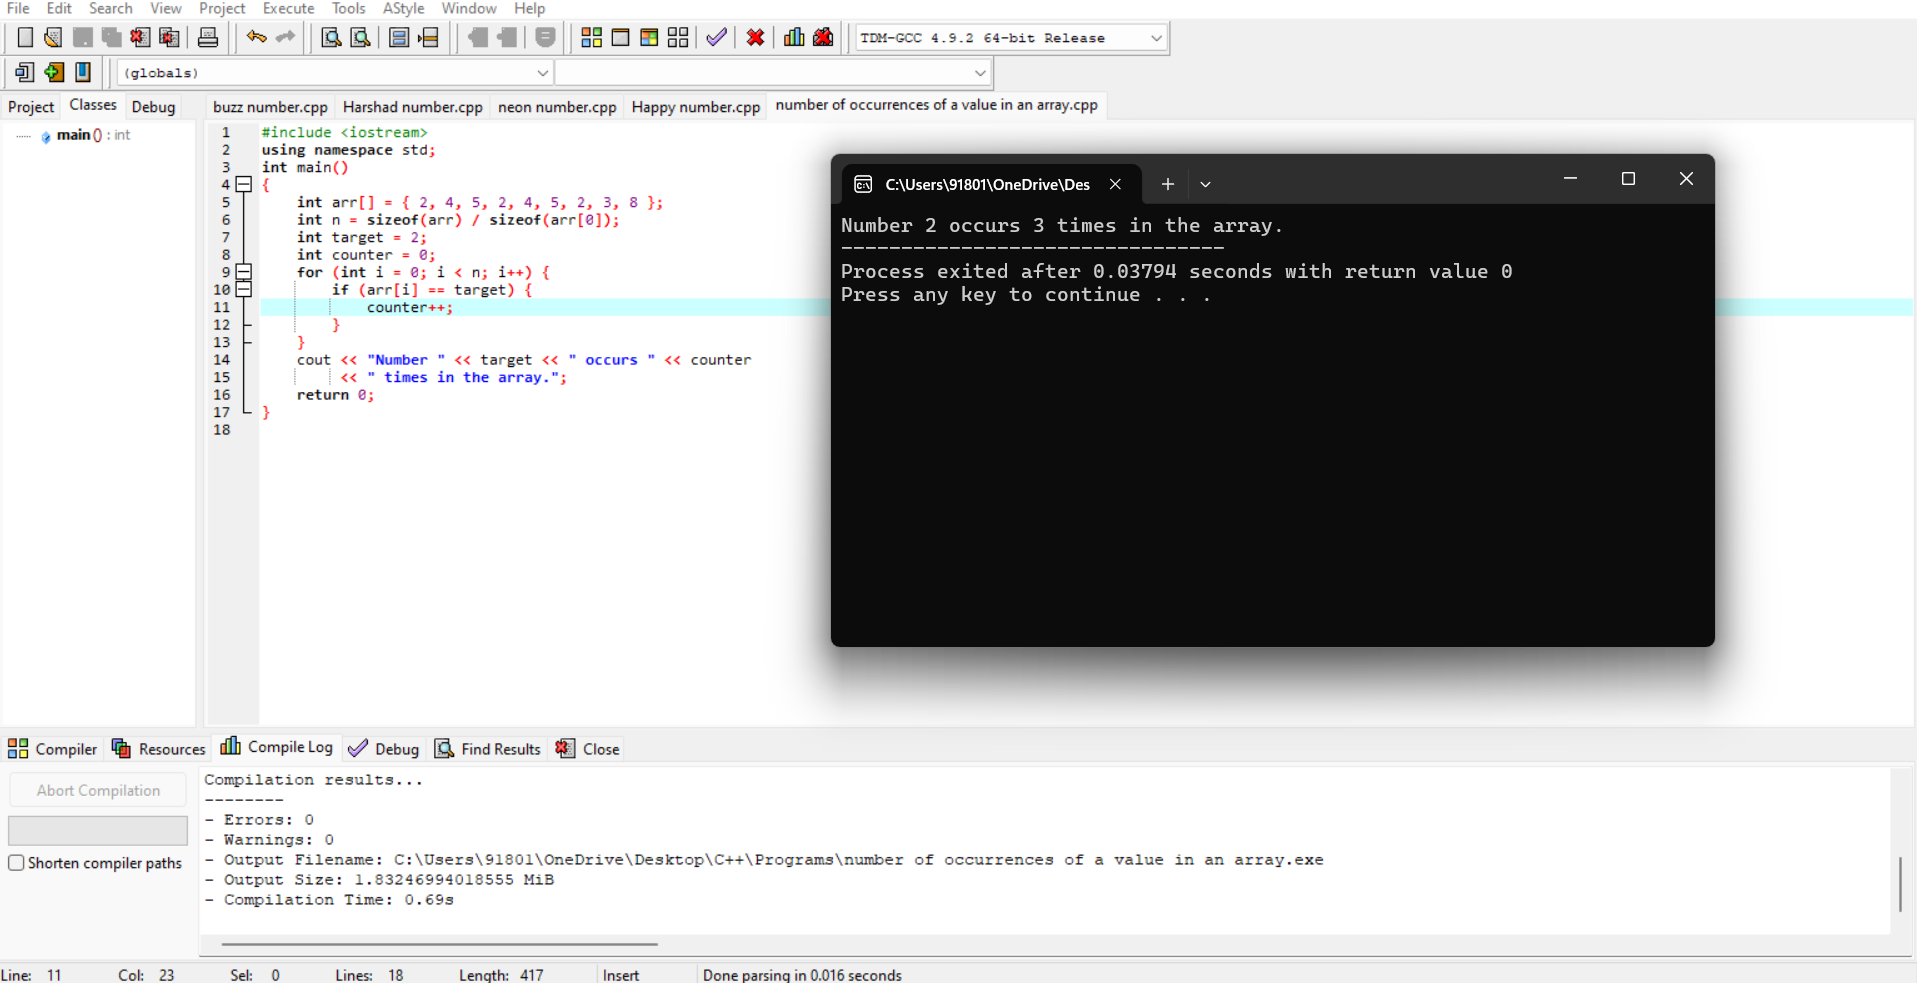 File Edit Search View Project Execute Tools AStyle Window Help
TDM-GCC 4.9.2 64-bit Release
(globals)
Project Classes Debug
buzz number.cpp Harshad number.cpp neon number.cpp Happy number.cpp number of occurrences of a value in an array.cpp
main () : int
1 #include <iostream>
2 using namespace std;
3 int main()
4 {
5 int arr[] = { 2, 4, 5, 2, 4, 5, 2, 3, 8 };
6 int n = sizeof(arr) / sizeof(arr[0]);
7 int target = 2;
8 int counter = 0;
9 for (int i = 0; i < n; i++) {
10 if (arr[i] == target) {
11 counter++;
12 }
13 }
14 cout << "Number " << target << " occurs " << counter
15 << " times in the array.";
16 return 0;
17 }
18
C:\Users\91801\OneDrive\Des
Number 2 occurs 3 times in the array.
--------------------------------
Process exited after 0.03794 seconds with return value 0
Press any key to continue . . .
Compiler Resources Compile Log Debug Find Results Close
Abort Compilation
Shorten compiler paths
Compilation results...
--------
- Errors: 0
- Warnings: 0
- Output Filename: C:\Users\91801\OneDrive\Desktop\C++\Programs\number of occurrences of a value in an array.exe
- Output Size: 1.83246994018555 MiB
- Compilation Time: 0.69s
Line: 11 Col: 23 Sel: 0 Lines: 18 Length: 417 Insert Done parsing in 0.016 seconds